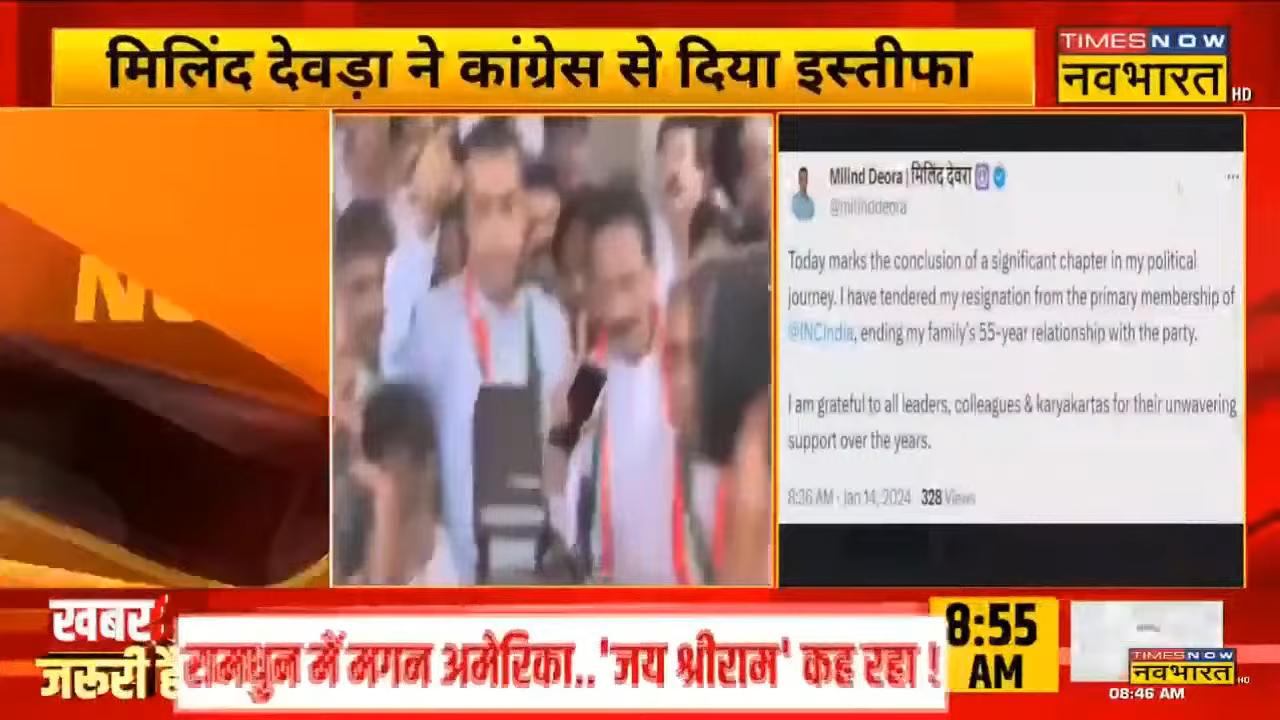 मिलिंद देवड़ा ने कांग्रेस से दिया इस्तीफा
TIMES NOW
नवभारत HD
Milind Deora | मिलिंद देवरा
@milinddeora
Today marks the conclusion of a significant chapter in my political
journey. I have tendered my resignation from the primary membership of
@INCIndia, ending my family's 55-year relationship with the party.
I am grateful to all leaders, colleagues & karyakartas for their unwavering
support over the years.
8:36 AM · Jan 14, 2024 328 Views
खबर
जरूरी है
रामधुन में मगन अमेरिका.. 'जय श्रीराम' कह रहा !
8:55
AM
TIMES NOW
नवभारत HD
08:46 AM